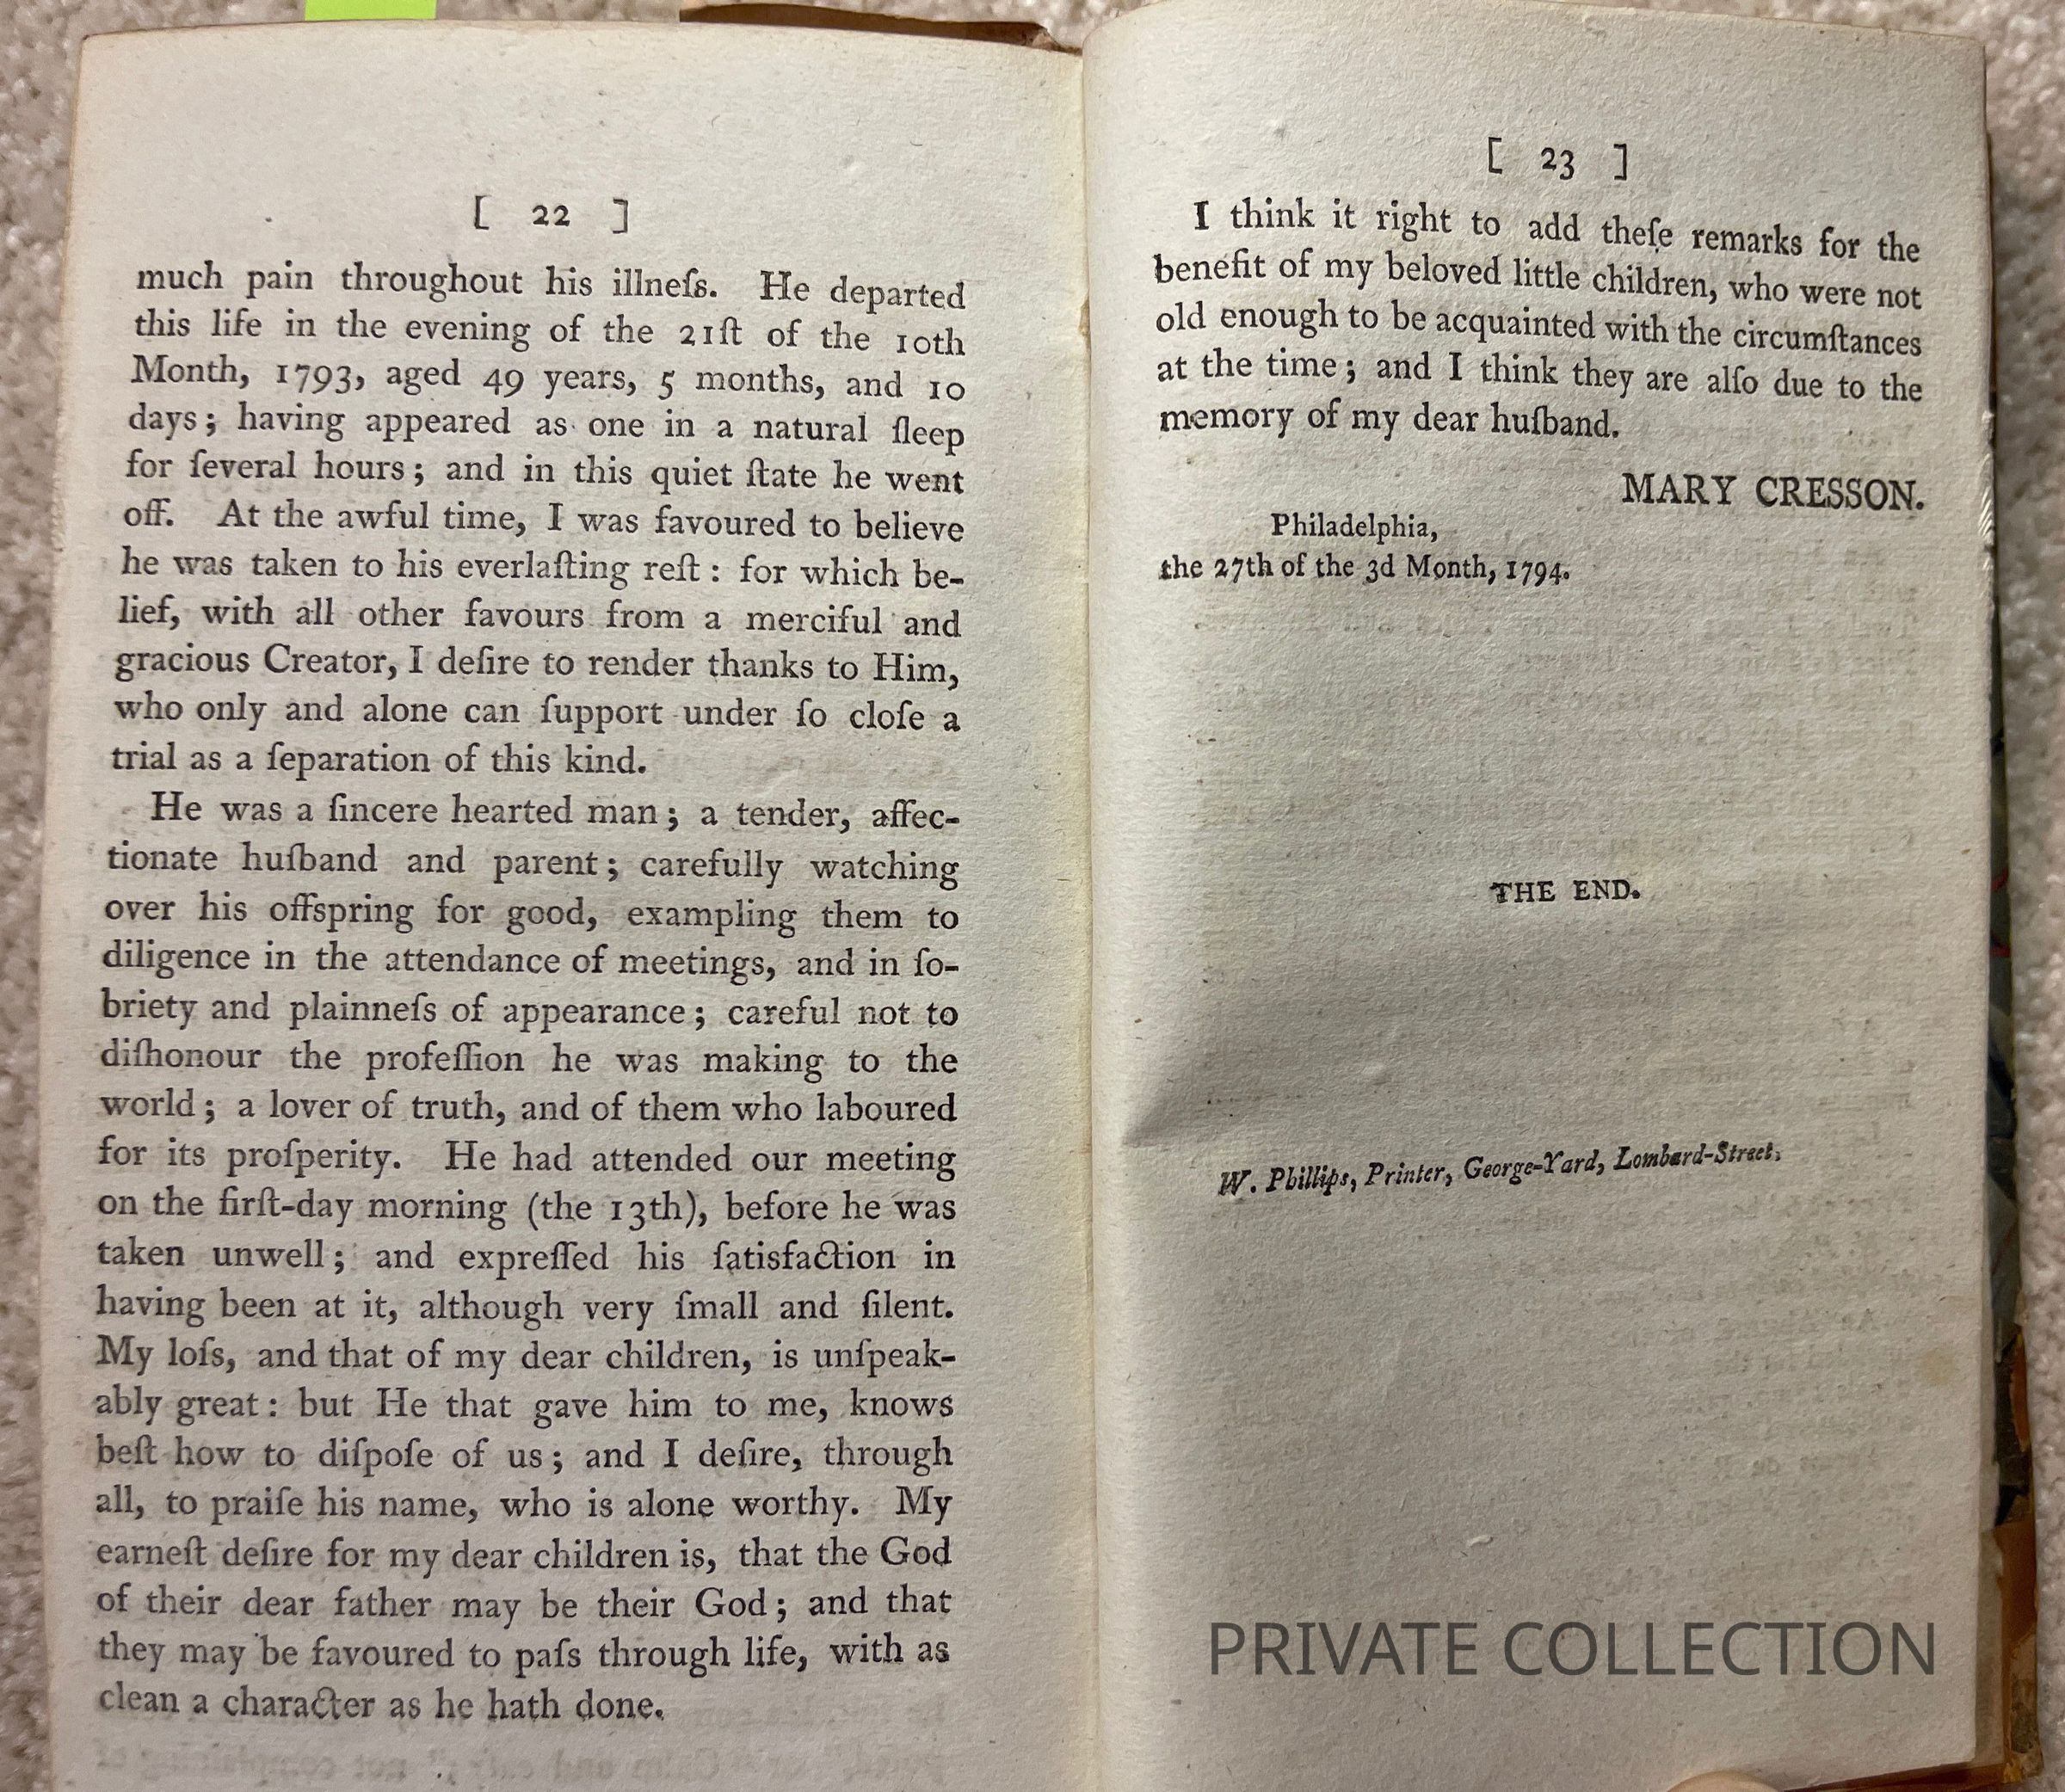 [ 22 ]
much pain throughout his illneſs. He departed
this life in the evening of the 21ſt of the 10th
Month, 1793, aged 49 years, 5 months, and 10
days; having appeared as one in a natural ſleep
for ſeveral hours; and in this quiet ſtate he went
off. At the awful time, I was favoured to believe
he was taken to his everlaſting reſt: for which be-
lief, with all other favours from a merciful and
gracious Creator, I deſire to render thanks to Him,
who only and alone can ſupport under ſo cloſe a
trial as a ſeparation of this kind.
He was a ſincere hearted man; a tender, affec-
tionate huſband and parent; carefully watching
over his offspring for good, exampling them to
diligence in the attendance of meetings, and in ſo-
briety and plainneſs of appearance; careful not to
diſhonour the profeſſion he was making to the
world; a lover of truth, and of them who laboured
for its proſperity. He had attended our meeting
on the firſt-day morning (the 13th), before he was
taken unwell; and expreſſed his ſatisfaction in
having been at it, although very ſmall and ſilent.
My loſs, and that of my dear children, is unſpeak-
ably great: but He that gave him to me, knows
beſt how to diſpoſe of us; and I deſire, through
all, to praiſe his name, who is alone worthy. My
earneſt deſire for my dear children is, that the God
of their dear father may be their God; and that
they may be favoured to paſs through life, with as
clean a character as he hath done.
[ 23 ]
I think it right to add theſe remarks for the
benefit of my beloved little children, who were not
old enough to be acquainted with the circumſtances
at the time; and I think they are alſo due to the
memory of my dear huſband.
MARY CRESSON.
Philadelphia,
the 27th of the 3d Month, 1794.
THE END.
W. Phillips, Printer, George-Yard, Lombard-Street.
PRIVATE COLLECTION